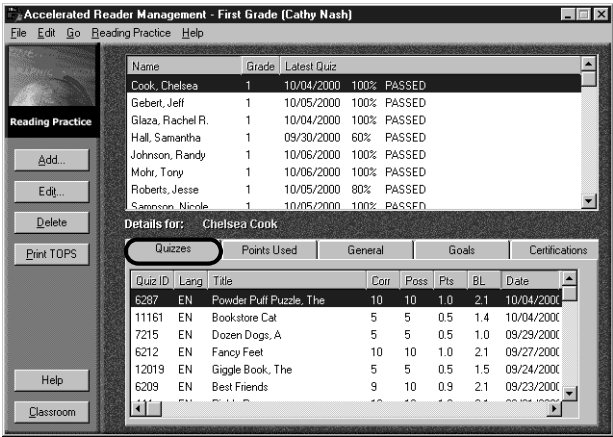 Accelerated Reader Management - First Grade (Cathy Nash)
File Edit Go Reading Practice Help
Name Grade Latest Quiz
Cook, Chelsea 1 10/04/2000 100% PASSED
Gebert, Jeff 1 10/05/2000 100% PASSED
Glaza, Rachel R. 1 10/04/2000 100% PASSED
Hall, Samantha 1 09/30/2000 60% PASSED
Johnson, Randy 1 10/06/2000 100% PASSED
Mohr, Tony 1 10/06/2000 100% PASSED
Roberts, Jesse 1 10/05/2000 80% PASSED
Sampson, Nicole 1 10/05/2000 100% PASSED
Reading Practice
Add...
Edit...
Delete
Print TOPS
Help
Classroom
Details for: Chelsea Cook
Quizzes Points Used General Goals Certifications
Quiz ID Lang Title Corr Poss Pts BL Date
6287 EN Powder Puff Puzzle, The 10 10 1.0 2.1 10/04/2000
11161 EN Bookstore Cat 5 5 0.5 1.4 10/04/2000
7215 EN Dozen Dogs, A 5 5 0.5 1.0 09/29/2000
6212 EN Fancy Feet 10 10 1.0 2.1 09/27/2000
12019 EN Giggle Book, The 5 5 0.5 1.5 09/24/2000
6209 EN Best Friends 9 10 0.9 2.1 09/23/2000